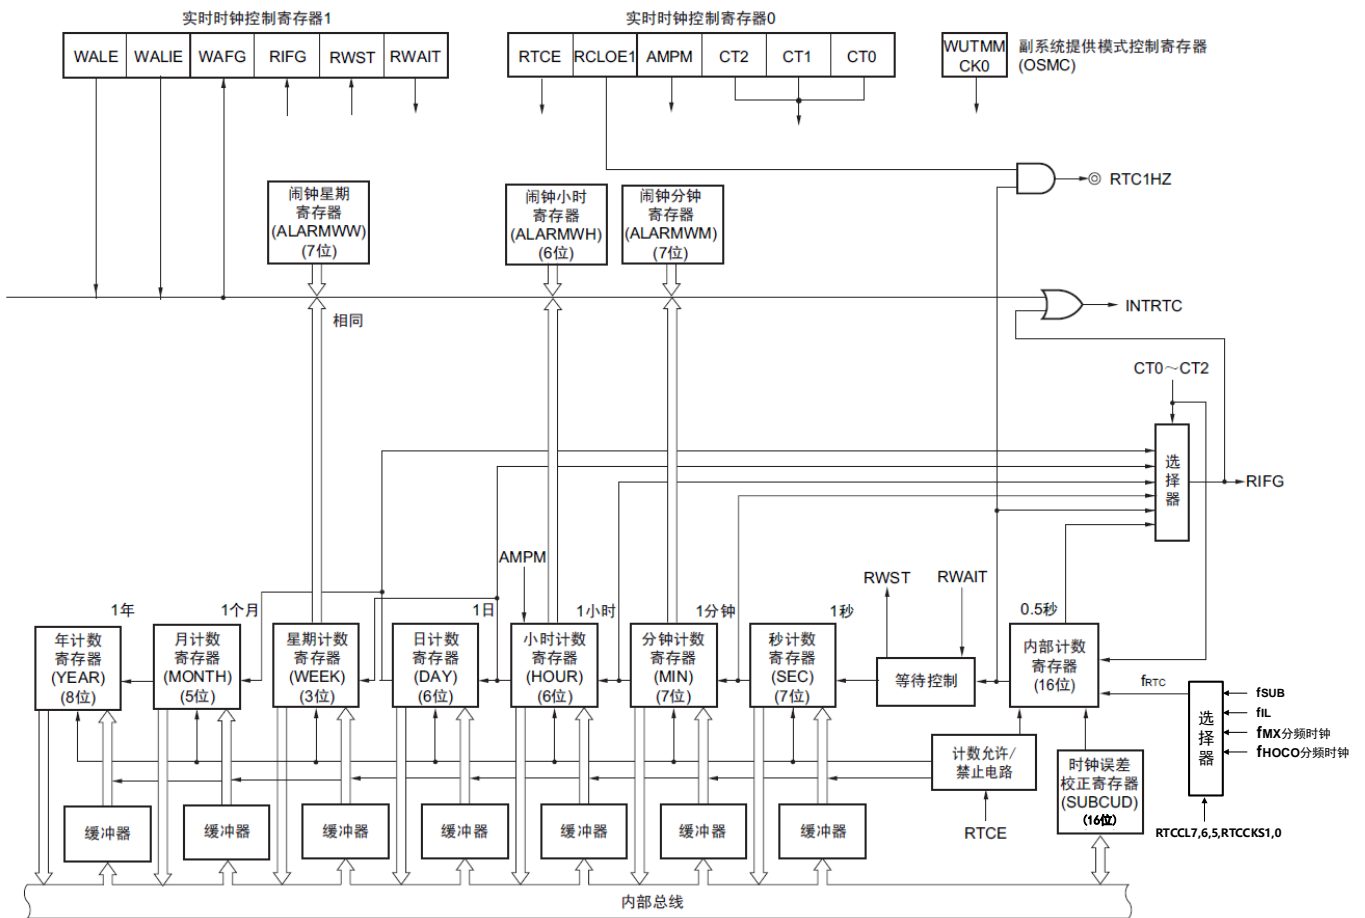 实时时钟控制寄存器1
实时时钟控制寄存器0
WALE
WALIE
WAFG
RIFG
RWST
RWAIT
RTCE
RCLOE1
AMPM
CT2
CT1
CT0
WUTMM
CK0
副系统提供模式控制寄存器
(OSMC)
RTC1HZ
闹钟星期
寄存器
(ALARMWW)
(7位)
闹钟小时
寄存器
(ALARMWH)
(6位)
闹钟分钟
寄存器
(ALARMWM)
(7位)
INTRTC
相同
CT0～CT2
选
择
器
RIFG
AMPM
RWST
RWAIT
1年
1个月
1日
1小时
1分钟
1秒
0.5秒
年计数
寄存器
(YEAR)
(8位)
月计数
寄存器
(MONTH)
(5位)
星期计数
寄存器
(WEEK)
(3位)
日计数
寄存器
(DAY)
(6位)
小时计数
寄存器
(HOUR)
(6位)
分钟计数
寄存器
(MIN)
(7位)
秒计数
寄存器
(SEC)
(7位)
等待控制
内部计数
寄存器
(16位)
fRTC
选
择
器
fSUB
fIL
fMX分频时钟
fHOCO分频时钟
计数允许/
禁止电路
时钟误差
校正寄存器
(SUBCUD)
(16位)
缓冲器
缓冲器
缓冲器
缓冲器
缓冲器
缓冲器
缓冲器
RTCE
RTCCL7,6,5,RTCCKS1,0
内部总线